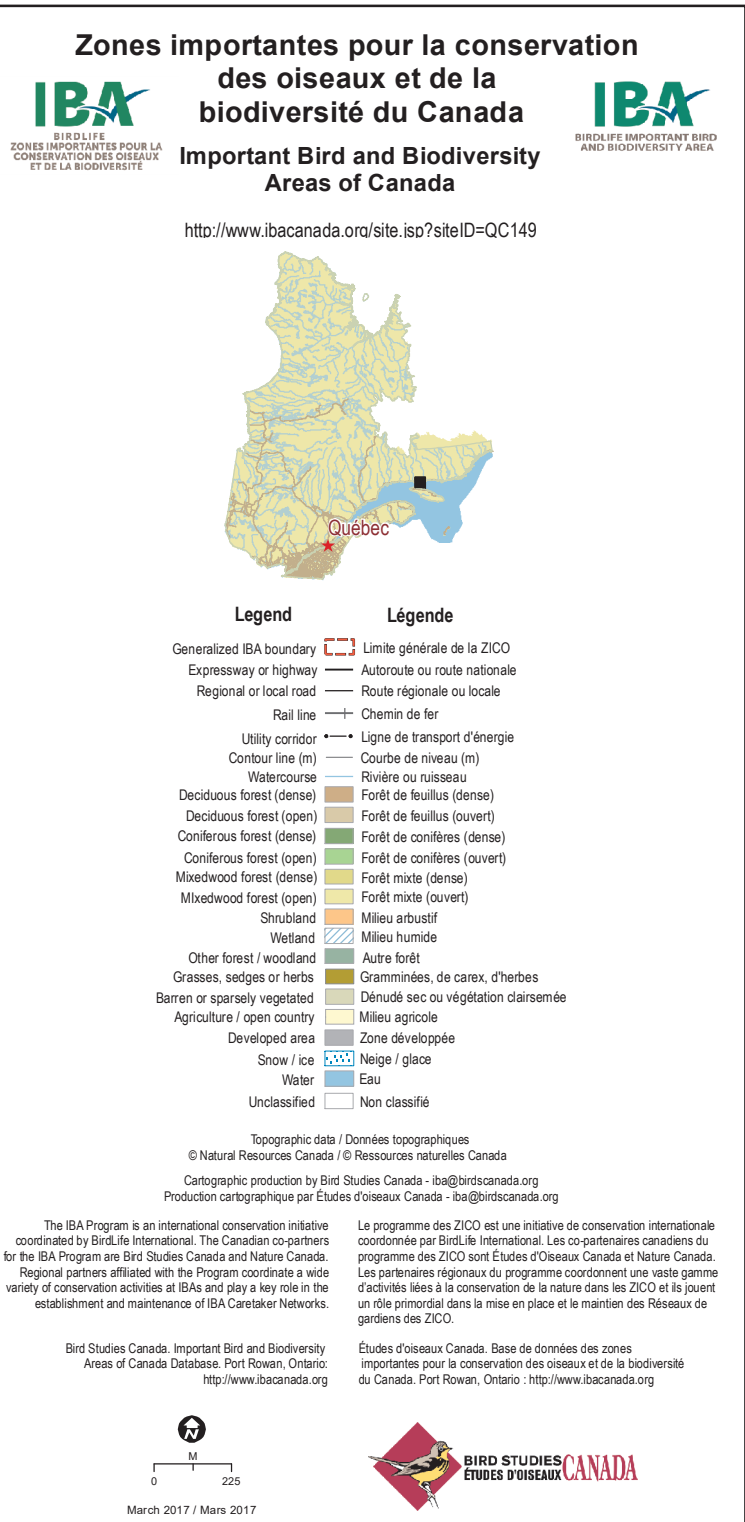 Zones importantes pour la conservation
des oiseaux et de la
biodiversité du Canada
IBA
BIRDLIFE
ZONES IMPORTANTES POUR LA
CONSERVATION DES OISEAUX
ET DE LA BIODIVERSITÉ
IBA
BIRDLIFE IMPORTANT BIRD
AND BIODIVERSITY AREA
Important Bird and Biodiversity
Areas of Canada
http://www.ibacanada.org/site.jsp?siteID=QC149
Québec
Legend Légende
Generalized IBA boundary Limite générale de la ZICO
Expressway or highway Autoroute ou route nationale
Regional or local road Route régionale ou locale
Rail line Chemin de fer
Utility corridor Ligne de transport d'énergie
Contour line (m) Courbe de niveau (m)
Watercourse Rivière ou ruisseau
Deciduous forest (dense) Forêt de feuillus (dense)
Deciduous forest (open) Forêt de feuillus (ouvert)
Coniferous forest (dense) Forêt de conifères (dense)
Coniferous forest (open) Forêt de conifères (ouvert)
Mixedwood forest (dense) Forêt mixte (dense)
MIxedwood forest (open) Forêt mixte (ouvert)
Shrubland Milieu arbustif
Wetland Milieu humide
Other forest / woodland Autre forêt
Grasses, sedges or herbs Gramminées, de carex, d'herbes
Barren or sparsely vegetated Dénudé sec ou végétation clairsemée
Agriculture / open country Milieu agricole
Developed area Zone développée
Snow / ice Neige / glace
Water Eau
Unclassified Non classifié
Topographic data / Données topographiques
© Natural Resources Canada / © Ressources naturelles Canada
Cartographic production by Bird Studies Canada - iba@birdscanada.org
Production cartographique par Études d'oiseaux Canada - iba@birdscanada.org
The IBA Program is an international conservation initiative
coordinated by BirdLife International. The Canadian co-partners
for the IBA Program are Bird Studies Canada and Nature Canada.
Regional partners affiliated with the Program coordinate a wide
variety of conservation activities at IBAs and play a key role in the
establishment and maintenance of IBA Caretaker Networks.
Bird Studies Canada. Important Bird and Biodiversity
Areas of Canada Database. Port Rowan, Ontario:
http://www.ibacanada.org
Le programme des ZICO est une initiative de conservation internationale
coordonnée par BirdLife International. Les co-partenaires canadiens du
programme des ZICO sont Études d'Oiseaux Canada et Nature Canada.
Les partenaires régionaux du programme coordonnent une vaste gamme
d'activités liées à la conservation de la nature dans les ZICO et ils jouent
un rôle primordial dans la mise en place et le maintien des Réseaux de
gardiens des ZICO.
Études d'oiseaux Canada. Base de données des zones
importantes pour la conservation des oiseaux et de la biodiversité
du Canada. Port Rowan, Ontario : http://www.ibacanada.org
N
M
0 225
March 2017 / Mars 2017
BIRD STUDIES
ÉTUDES D'OISEAUX CANADA